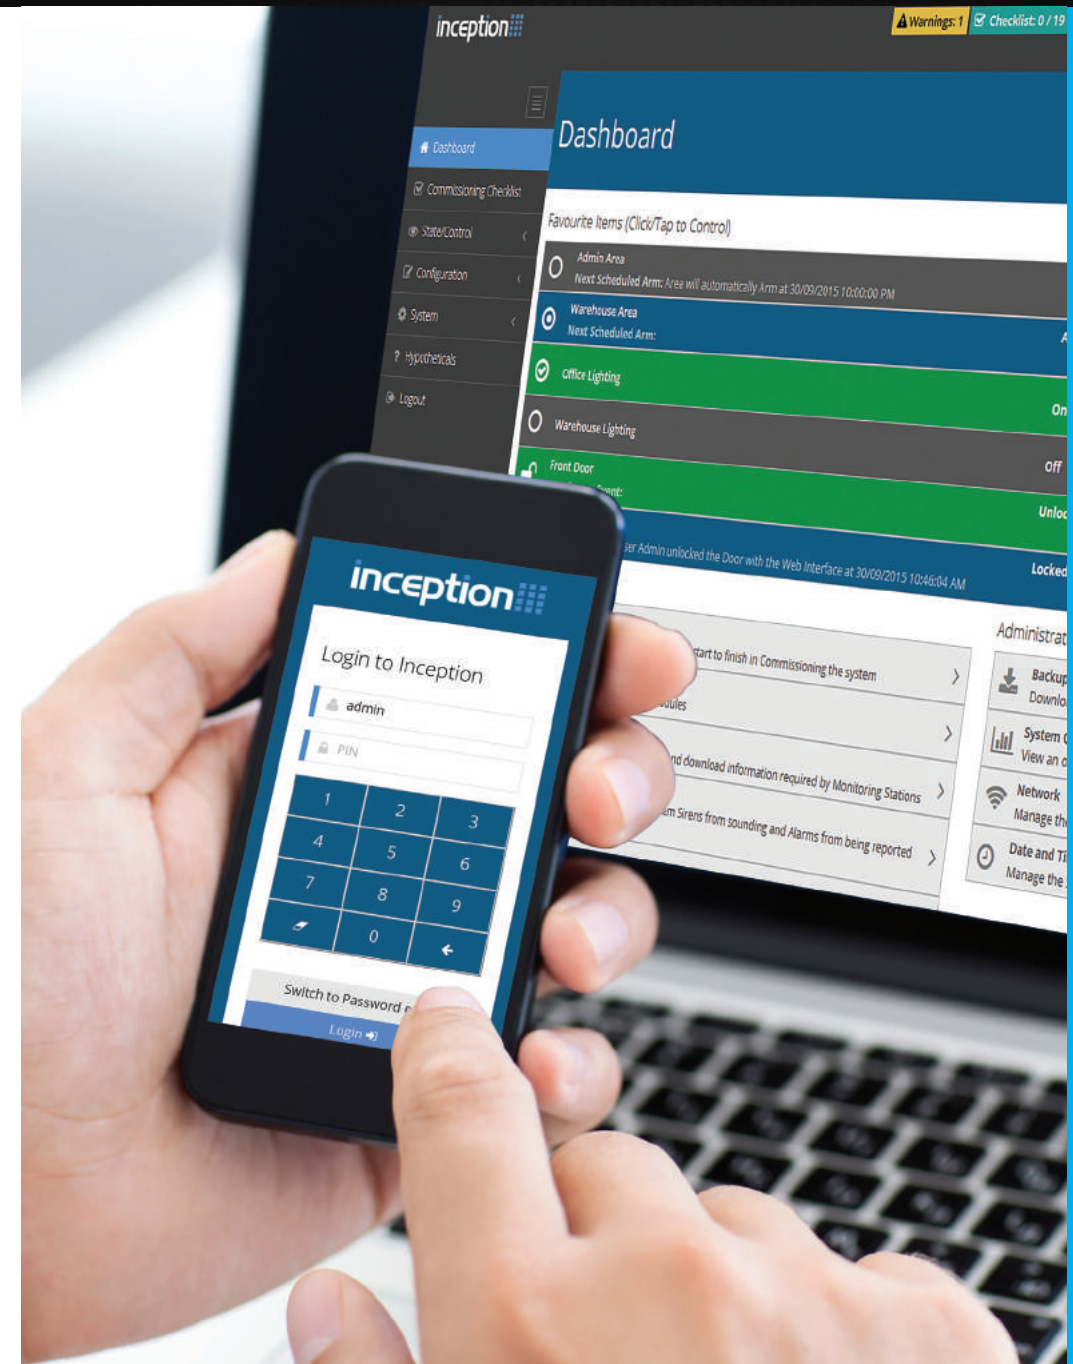 inception
Warnings: 1
Checklist: 0 / 19
Dashboard
Commissioning Checklist
State/Control
Configuration
System
? Hypotheticals
Logout
Dashboard
Favourite Items (Click/Tap to Control)
Admin Area
Next Scheduled Arm: Area will automatically Arm at 30/09/2015 10:00:00 PM
Warehouse Area
Next Scheduled Arm:
A
Office Lighting
On
Warehouse Lighting
Off
Front Door
Event:
Unloc
ser Admin unlocked the Door with the Web Interface at 30/09/2015 10:46:04 AM
Locked
start to finish in Commissioning the system
dules
nd download information required by Monitoring Stations
em Sirens from sounding and Alarms from being reported
Administrat
Backup
Downlo
System O
View an o
Network
Manage the
Date and Ti
Manage the
inception
Login to Inception
admin
PIN
1 2 3
4 5 6
7 8 9
0
Switch to Password e
Login